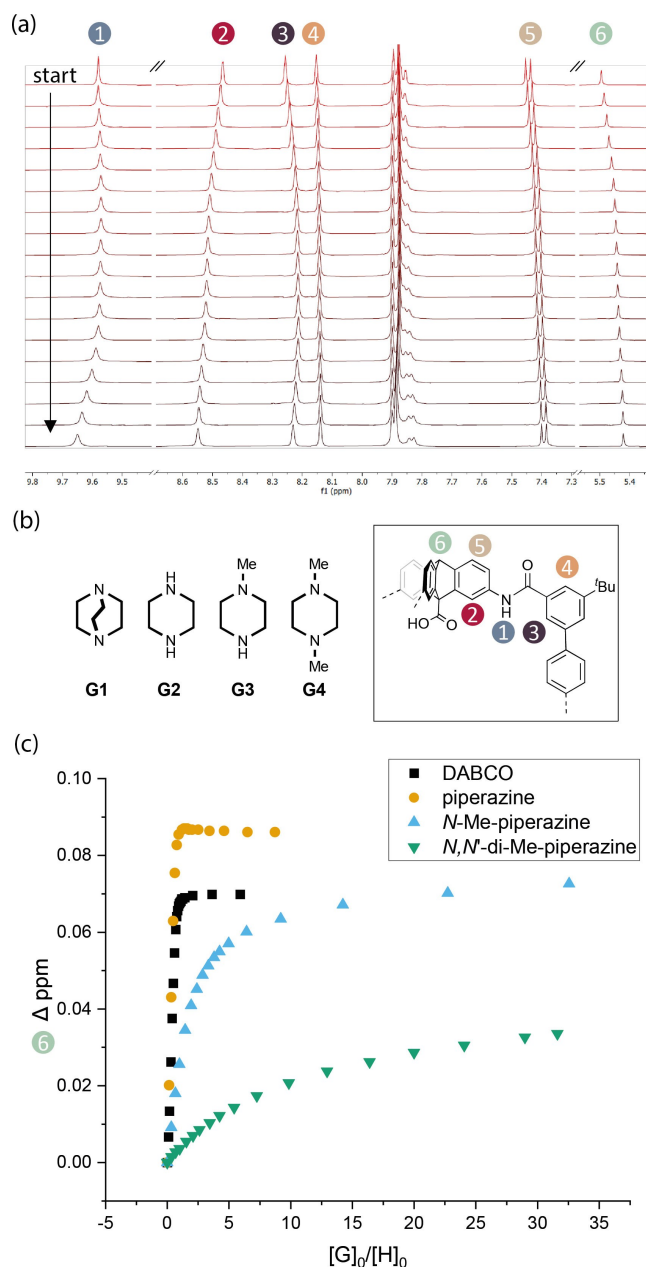 (a)
1 2 3 4 5 6
start
9.8 9.7 9.6 9.5 8.6 8.5 8.4 8.3 8.2 8.1 8.0 7.9 7.8 7.7 7.6 7.5 7.4 7.3 5.5 5.4
f1 (ppm)
(b)
N
N
G1
H
N
N
H
G2
Me
N
N
H
G3
Me
N
N
Me
G4
6
5
4
O
tBu
HO
O
N
H
2
1
3
(c)
DABCO
piperazine
N-Me-piperazine
N,N'-di-Me-piperazine
0.10
0.08
0.06
0.04
0.02
0.00
6 Δ ppm
-5 0 5 10 15 20 25 30 35
[G]0/[H]0